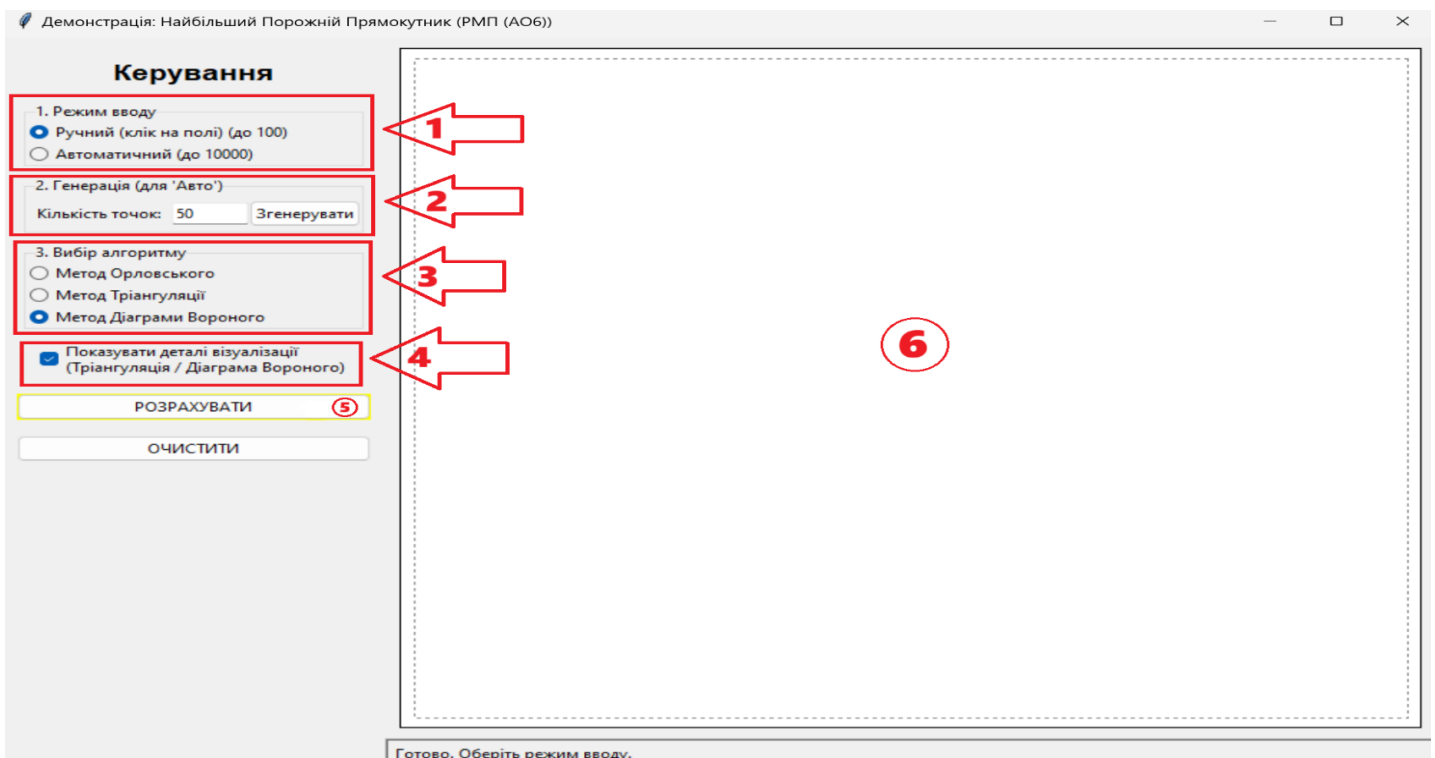 Демонстрація: Найбільший Порожній Прямокутник (РМП (АО6))
Керування
1. Режим вводу
Ручний (клік на полі) (до 100)
Автоматичний (до 10000)
1
2. Генерація (для 'Авто')
Кількість точок: 50 Згенерувати
2
3. Вибір алгоритму
Метод Орловського
Метод Тріангуляції
Метод Діаграми Вороного
3
Показувати деталі візуалізації
(Тріангуляція / Діаграма Вороного)
4
РОЗРАХУВАТИ 5
ОЧИСТИТИ
6
Готово. Оберіть режим вводу.